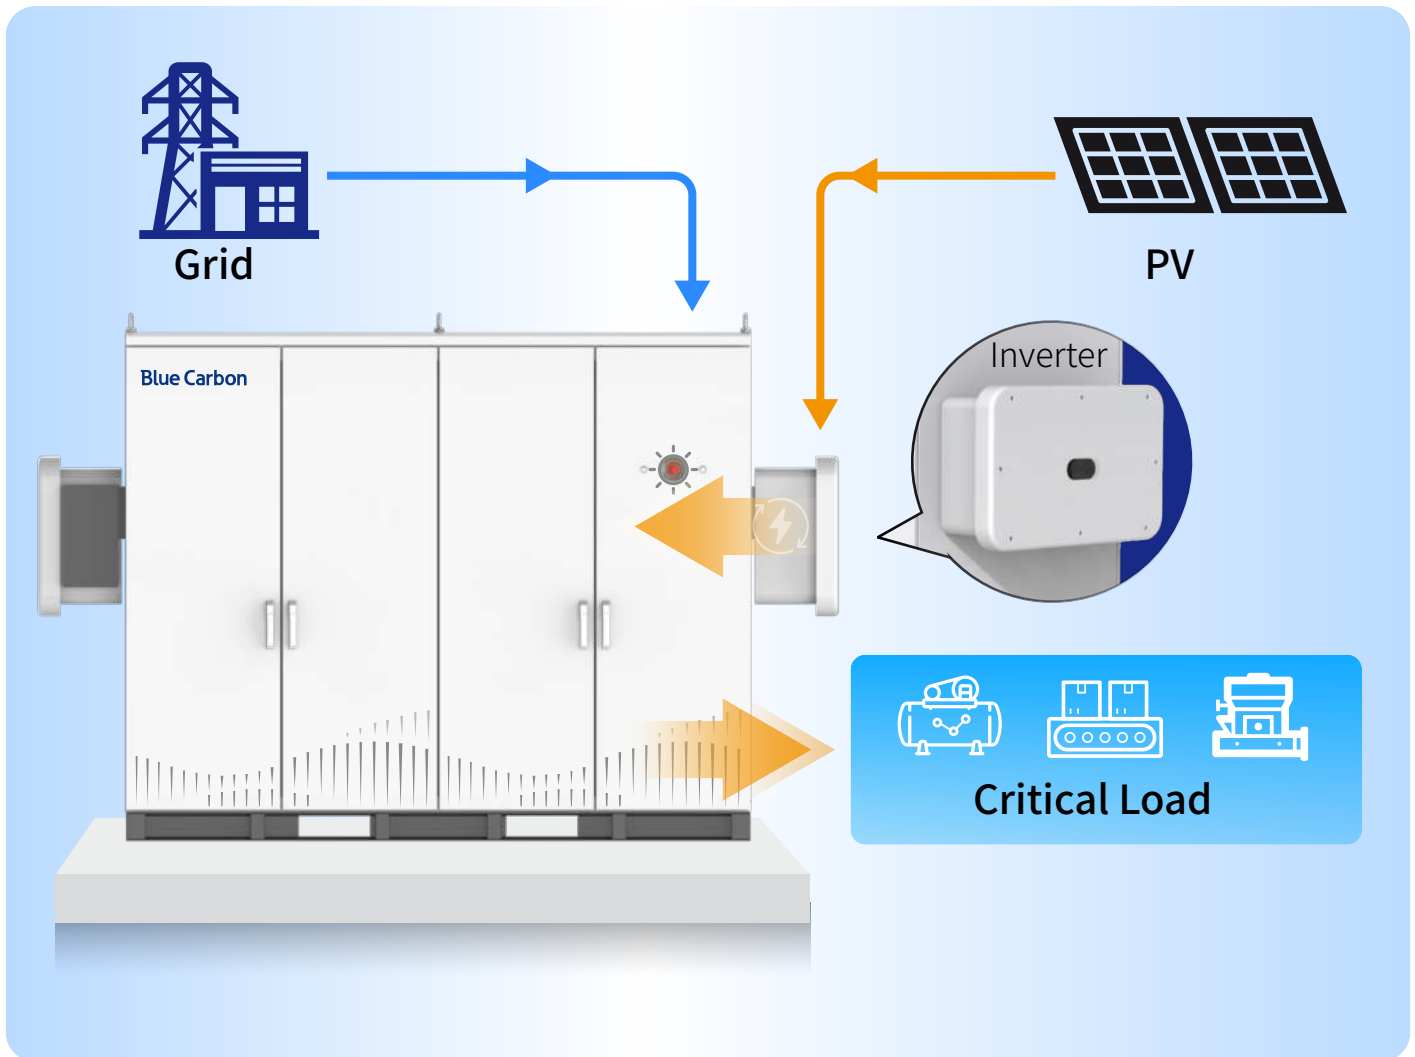 Grid
PV
Inverter
Blue Carbon
Critical Load